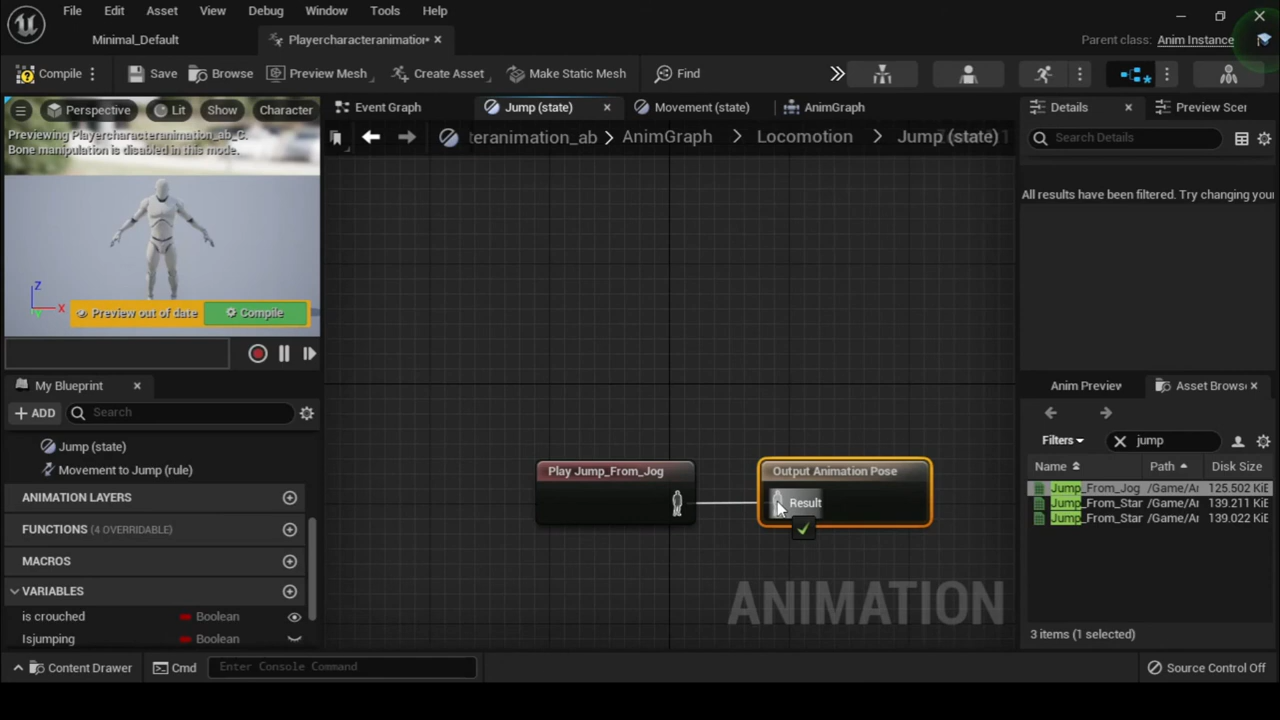 File Edit Asset View Debug Window Tools Help
Minimal_Default
Playercharacteranimation•
Parent class: Anim Instance
Compile
Save
Browse
Preview Mesh
Create Asset
Make Static Mesh
Find
Perspective
Lit
Show
Character
Previewing Playercharacteranimation_ab_C.
Bone manipulation is disabled in this mode.
Z
X
Preview out of date
Compile
Event Graph
Jump (state)
Movement (state)
AnimGraph
teranimation_ab > AnimGraph > Locomotion > Jump (state)
Play Jump_From_Jog
Output Animation Pose
Result
ANIMATION
Details
Preview Scer
Search Details
All results have been filtered. Try changing your
My Blueprint
ADD
Search
Jump (state)
Movement to Jump (rule)
ANIMATION LAYERS
FUNCTIONS (4 OVERRIDABLE)
MACROS
VARIABLES
is crouched Boolean
Isjumping Boolean
Anim Preview
Asset Browse
Filters
jump
Name Path Disk Size
Jump_From_Jog /Game/Ar 125.502 KiE
Jump_From_Star /Game/Ar 139.211 KiE
Jump_From_Star /Game/Ar 139.022 KiE
3 items (1 selected)
Content Drawer
Cmd
Enter Console Command
Source Control Off